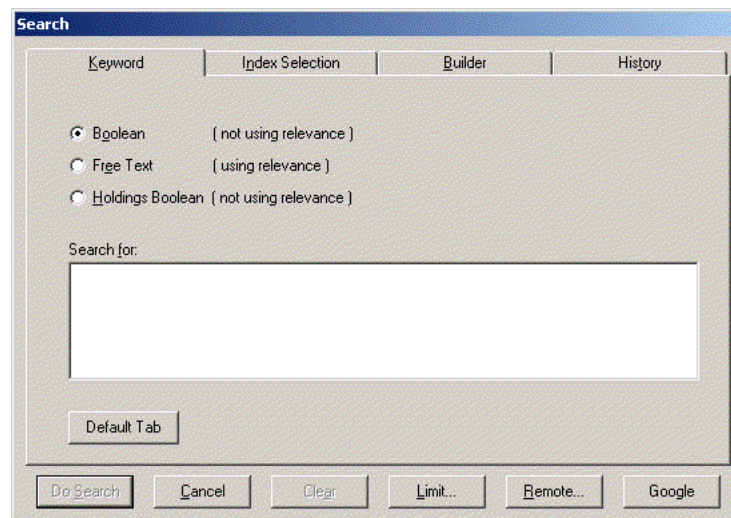 Search
Keyword Index Selection Builder History
Boolean ( not using relevance )
Free Text ( using relevance )
Holdings Boolean ( not using relevance )
Search for:
Default Tab
Do Search Cancel Clear Limit... Remote... Google